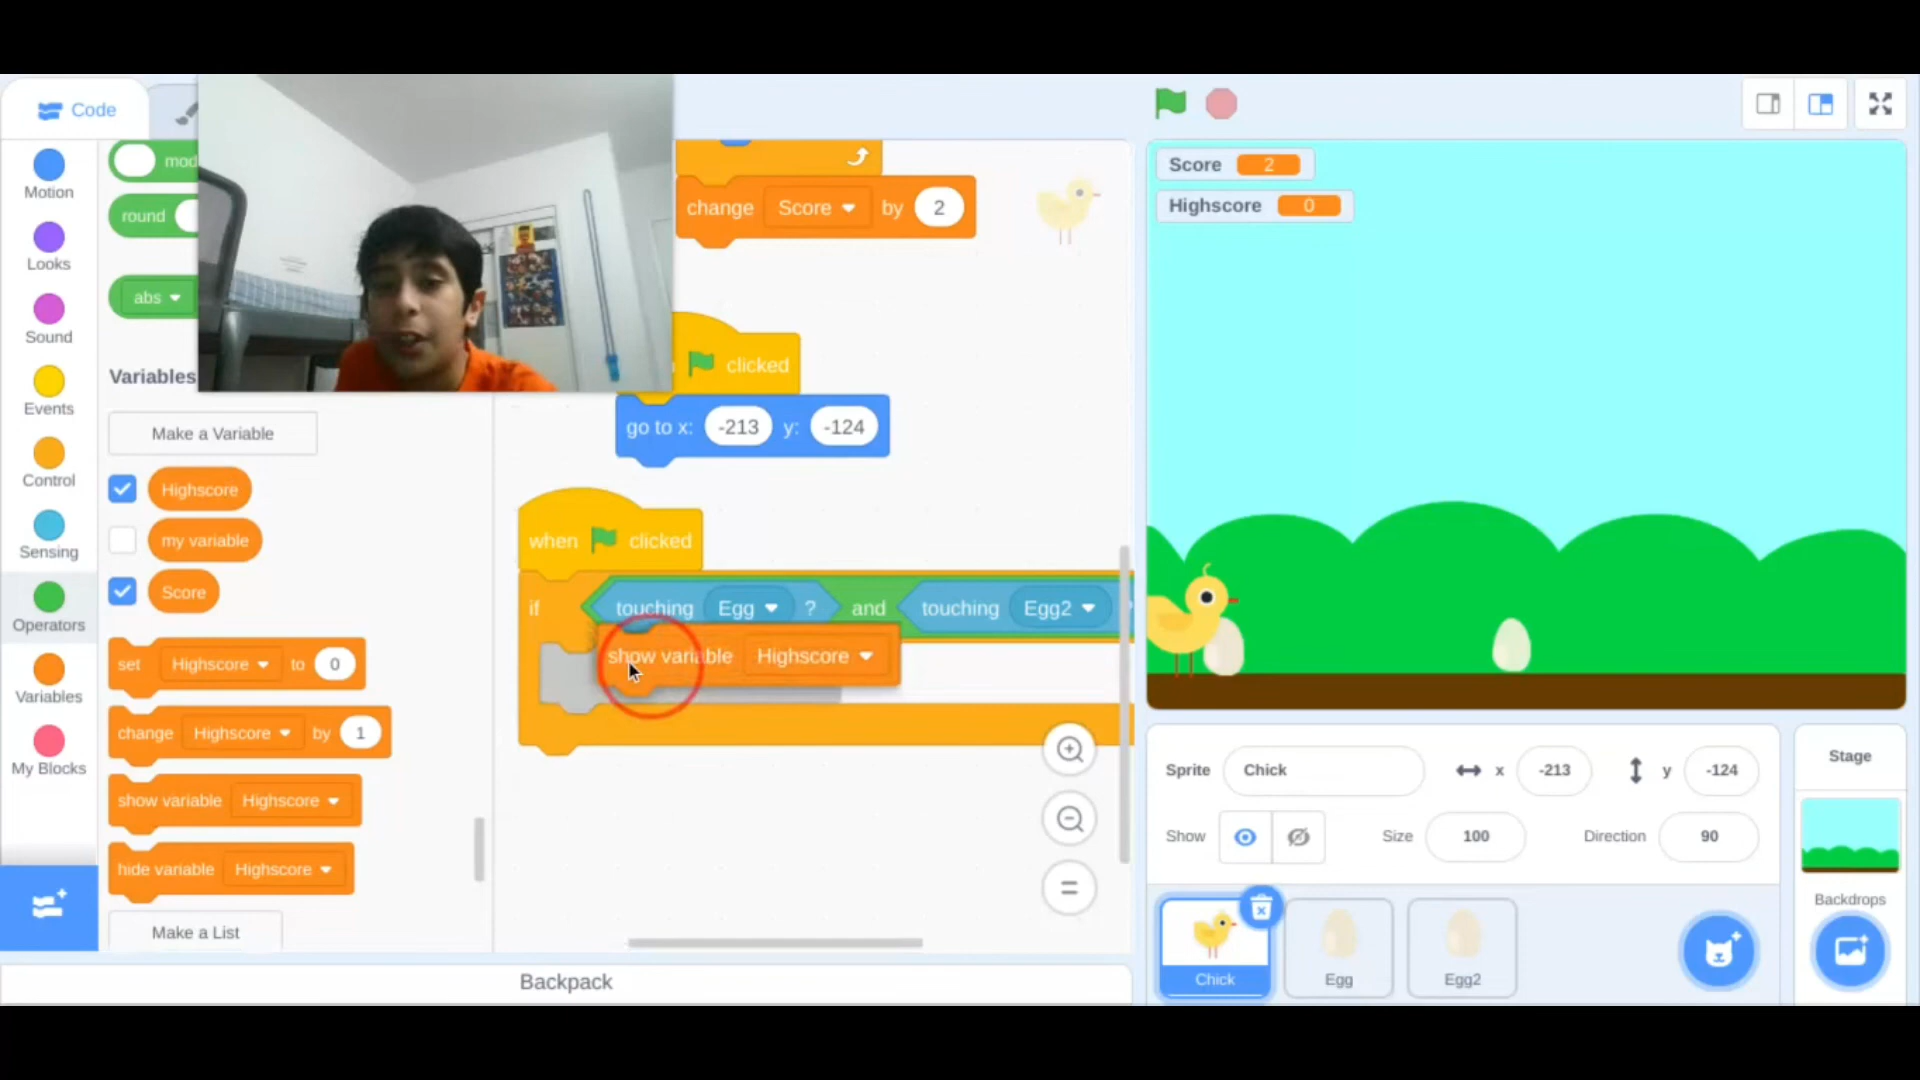 Code
Motion
Looks
Sound
Events
Control
Sensing
Operators
Variables
My Blocks
mod
round
abs
Variables
Make a Variable
Highscore
my variable
Score
set Highscore to 0
change Highscore by 1
show variable Highscore
hide variable Highscore
Make a List
change Score by 2
clicked
go to x: -213 y: -124
when clicked
if touching Egg ? and touching Egg2 ?
show variable Highscore
Backpack
Score 2
Highscore 0
Sprite Chick x -213 y -124
Show Size 100 Direction 90
Chick
Egg
Egg2
Stage
Backdrops